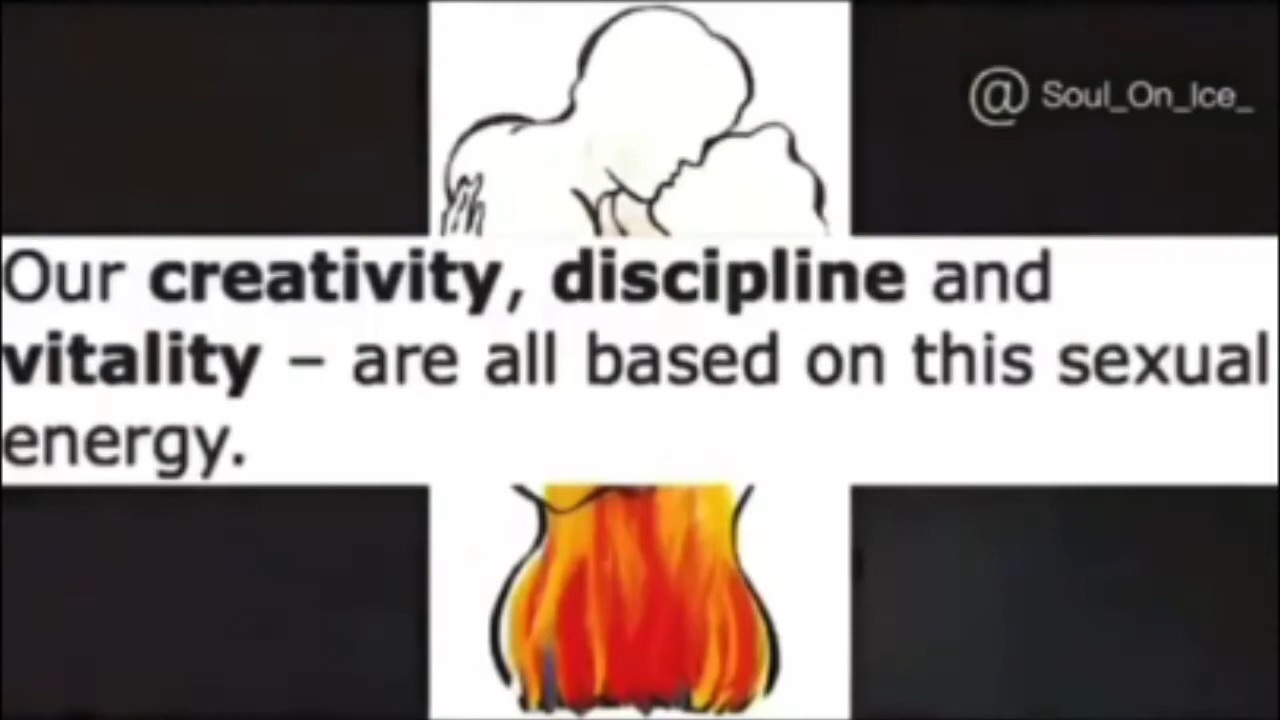 @ Soul_On_Ice_
Our creativity, discipline and
vitality – are all based on this sexual
energy.